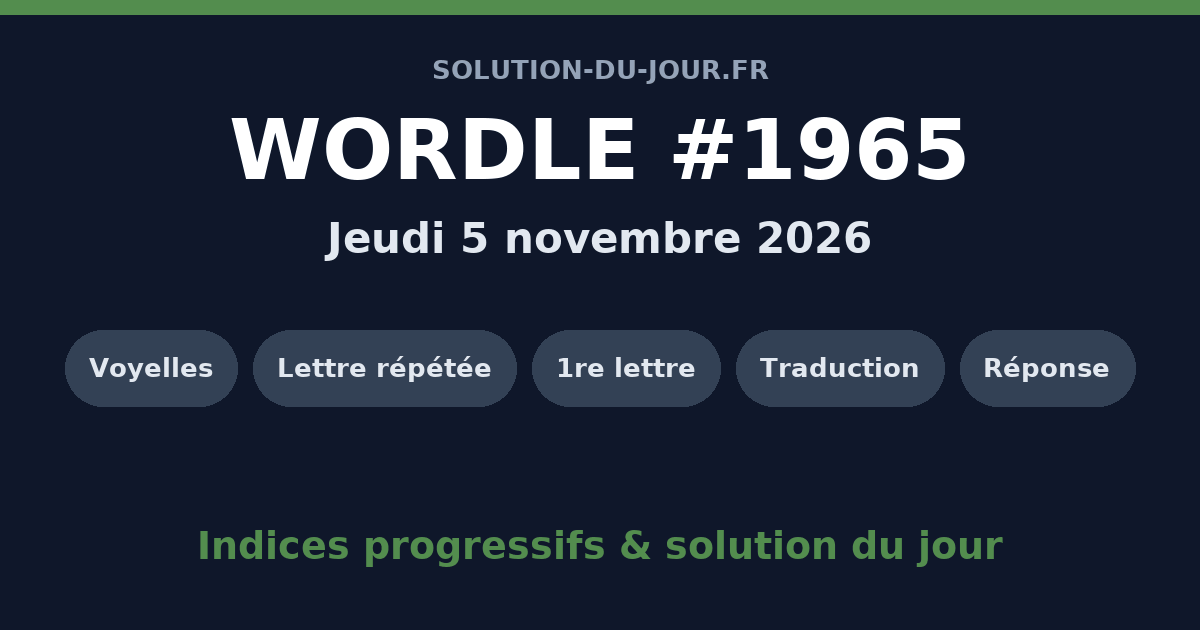 SOLUTION-DU-JOUR.FR
WORDLE #1965
Jeudi 5 novembre 2026
Voyelles Lettre répétée 1re lettre Traduction Réponse
Indices progressifs & solution du jour